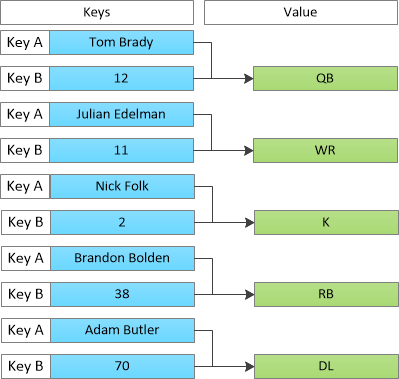 Keys Value
Key A Tom Brady
Key B 12 QB
Key A Julian Edelman
Key B 11 WR
Key A Nick Folk
Key B 2 K
Key A Brandon Bolden
Key B 38 RB
Key A Adam Butler
Key B 70 DL